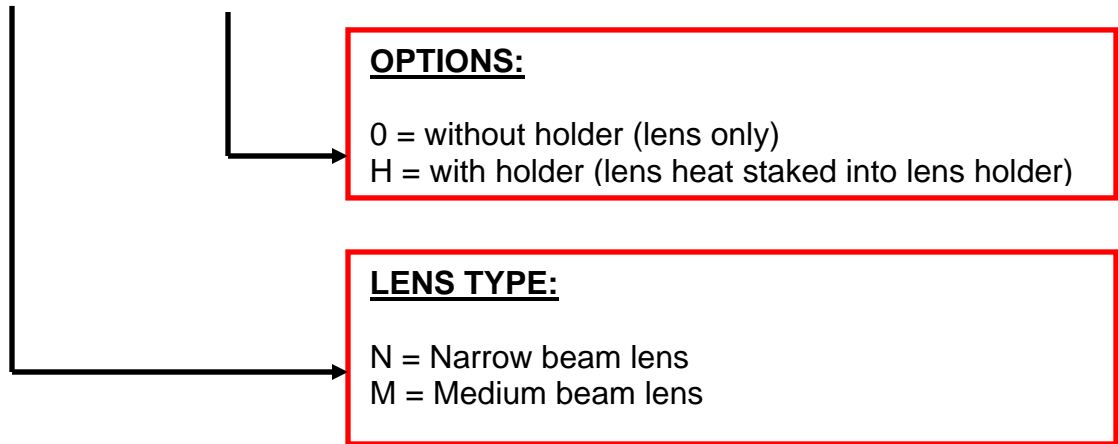 OPTIONS:
0 = without holder (lens only)
H = with holder (lens heat staked into lens holder)
LENS TYPE:
N = Narrow beam lens
M = Medium beam lens